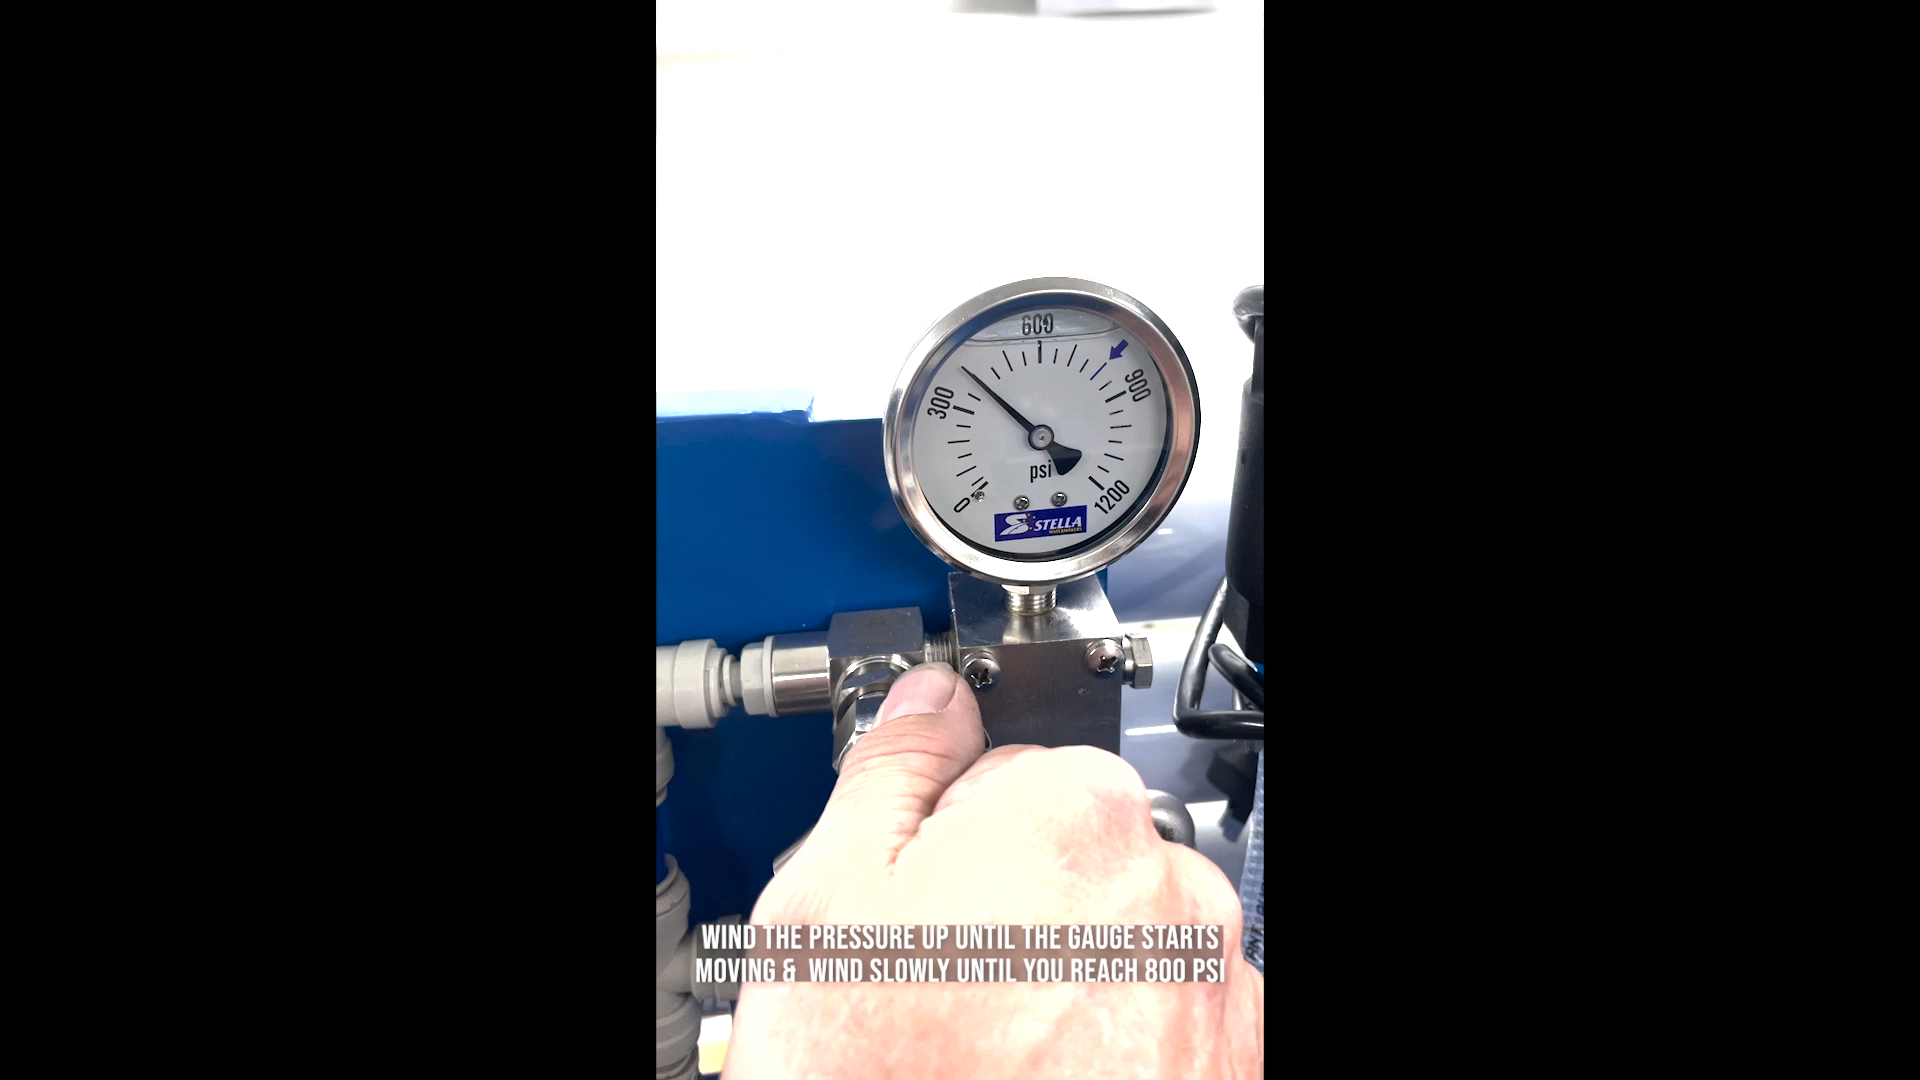 600
300
900
psi
0
1200
STELLA
WIND THE PRESSURE UP UNTIL THE GAUGE STARTS
MOVING & WIND SLOWLY UNTIL YOU REACH 800 PSI